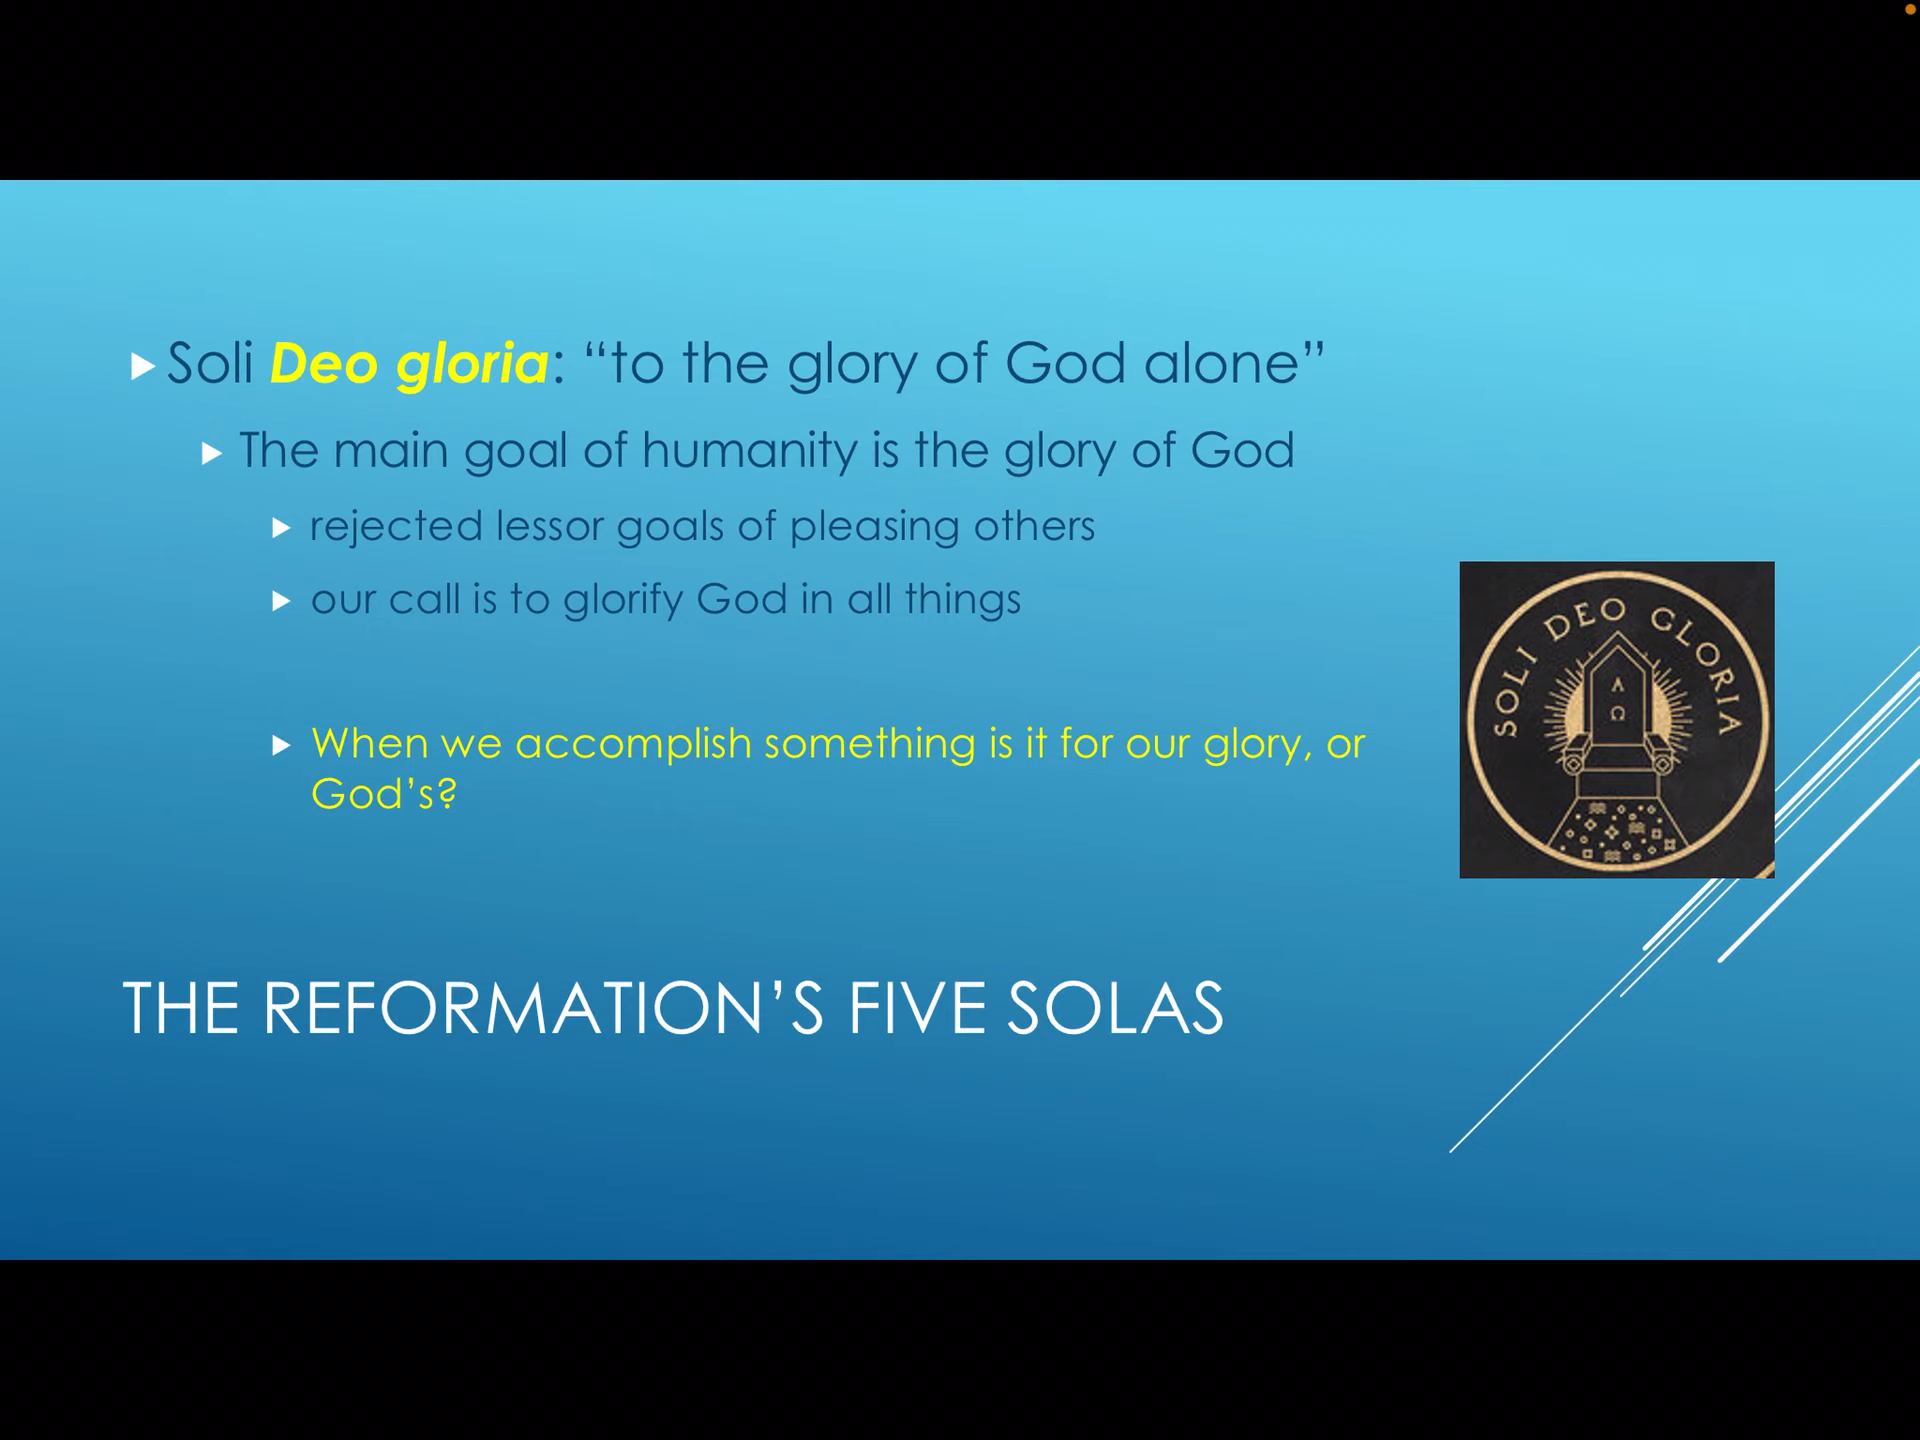 Soli Deo gloria: “to the glory of God alone”
The main goal of humanity is the glory of God
rejected lessor goals of pleasing others
our call is to glorify God in all things
When we accomplish something is it for our glory, or
God’s?
SOLI DEO GLORIA
Λ
Ω
THE REFORMATION’S FIVE SOLAS